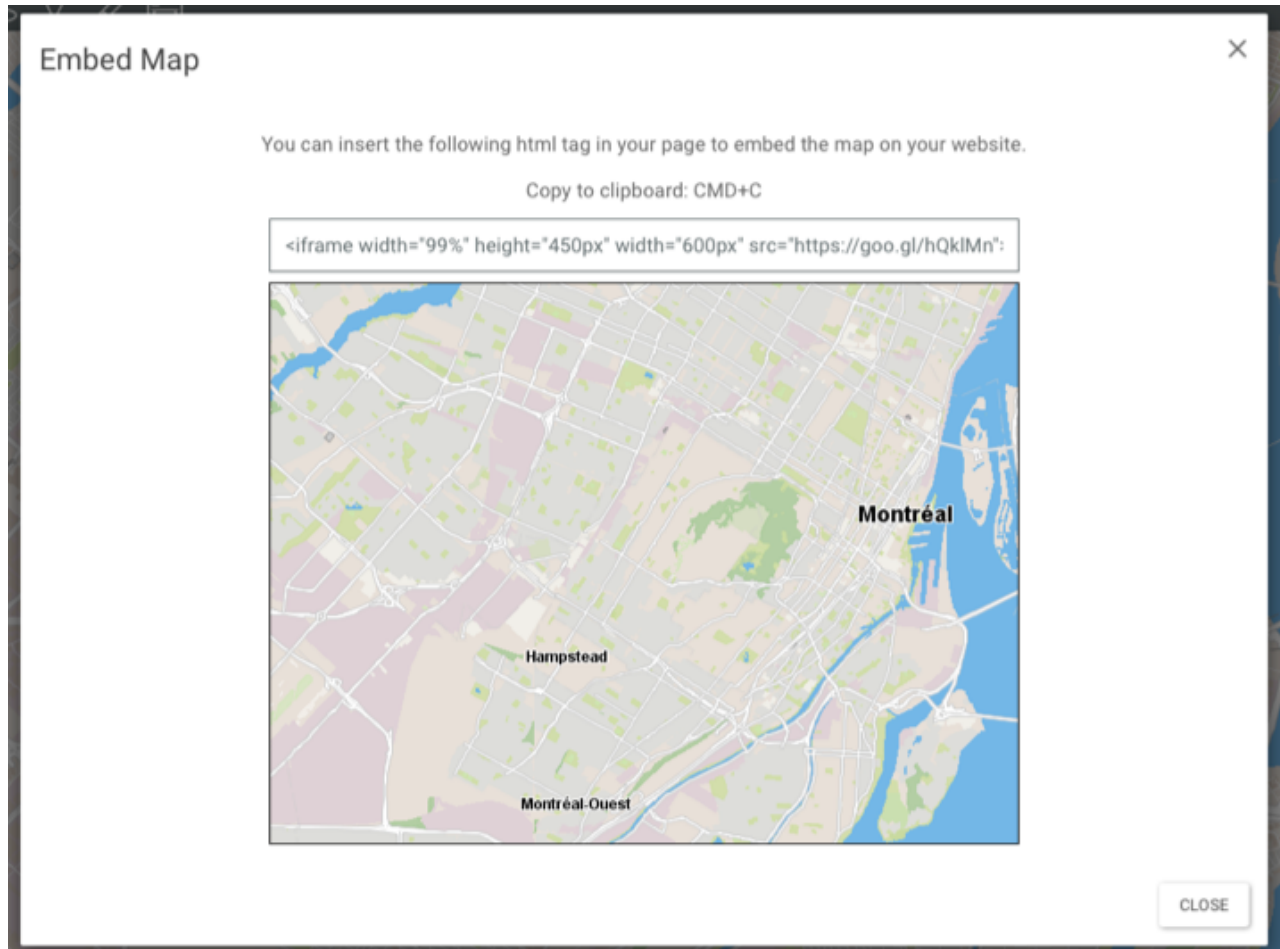 Embed Map
You can insert the following html tag in your page to embed the map on your website.
Copy to clipboard: CMD+C
<iframe width="99%" height="450px" width="600px" src="https://goo.gl/hQklMn":
Montréal
Hampstead
Montréal-Ouest
CLOSE